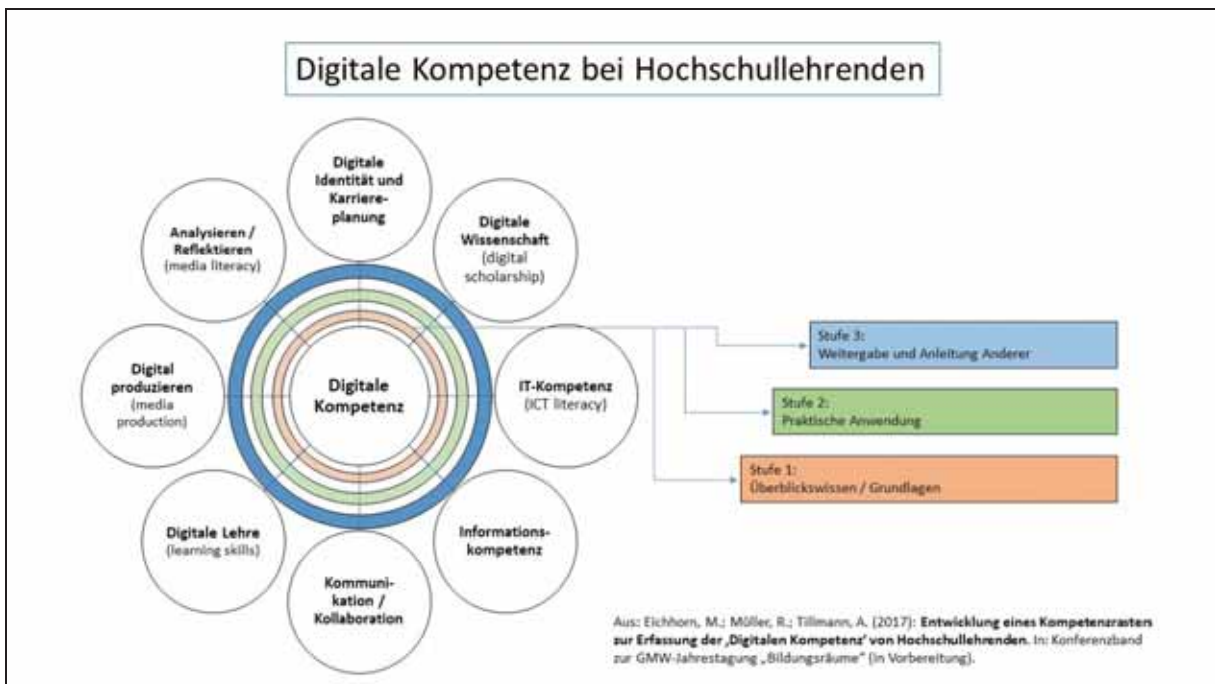 Digitale Kompetenz bei Hochschullehrenden
Digitale
Identität und
Karriere-
planung
Digitale
Wissenschaft
(digital
scholarship)
IT-Kompetenz
(ICT literacy)
Informations-
kompetenz
Kommuni-
kation /
Kollaboration
Digitale Lehre
(learning skills)
Digital
produzieren
(media
production)
Analysieren /
Reflektieren
(media literacy)
Digitale
Kompetenz
Stufe 3:
Weitergabe und Anleitung Anderer
Stufe 2:
Praktische Anwendung
Stufe 1:
Überblickswissen / Grundlagen
Aus: Eichhorn, M.; Müller, R.; Tillmann, A. (2017): Entwicklung eines Kompetenzrasters
zur Erfassung der ‚Digitalen Kompetenz‘ von Hochschullehrenden. In: Konferenzband
zur GMW-Jahrestagung „Bildungsräume“ (in Vorbereitung).